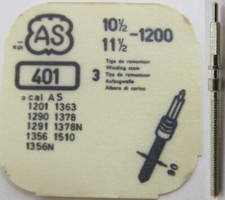 AS
10½
11½ -1200
401
3
Tige de remontoir
Winding stem
Tige de remontoir
Aufzugwelle
Albero di carica
cal AS
1201 1363
1290 1378
1291 1378N
1356 1510
1356N
90